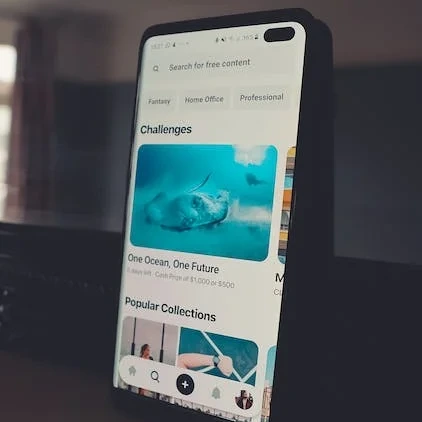 Search for free content
Fantasy
Home Office
Professional
Challenges
One Ocean, One Future
5 days left · Cash Prize of $1,000 or $500
Popular Collections